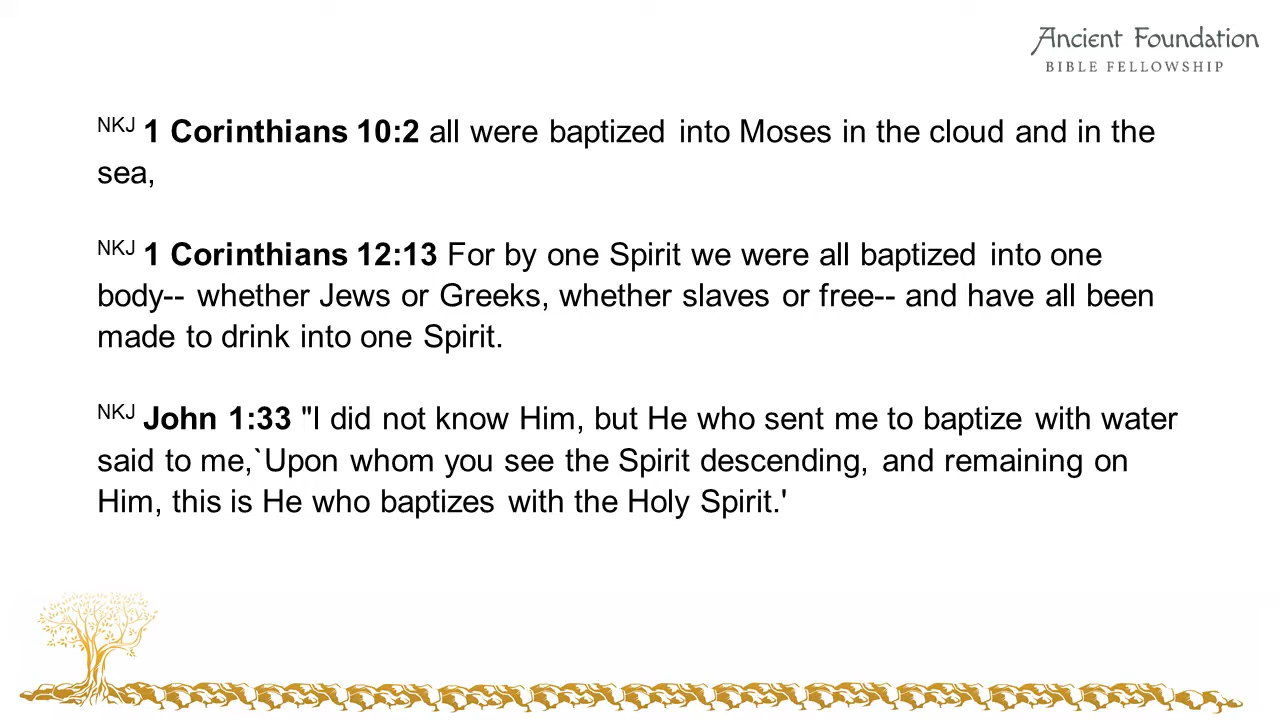 Ancient Foundation
BIBLE FELLOWSHIP
NKJ 1 Corinthians 10:2 all were baptized into Moses in the cloud and in the
sea,
NKJ 1 Corinthians 12:13 For by one Spirit we were all baptized into one
body-- whether Jews or Greeks, whether slaves or free-- and have all been
made to drink into one Spirit.
NKJ John 1:33 "I did not know Him, but He who sent me to baptize with water
said to me,`Upon whom you see the Spirit descending, and remaining on
Him, this is He who baptizes with the Holy Spirit.'